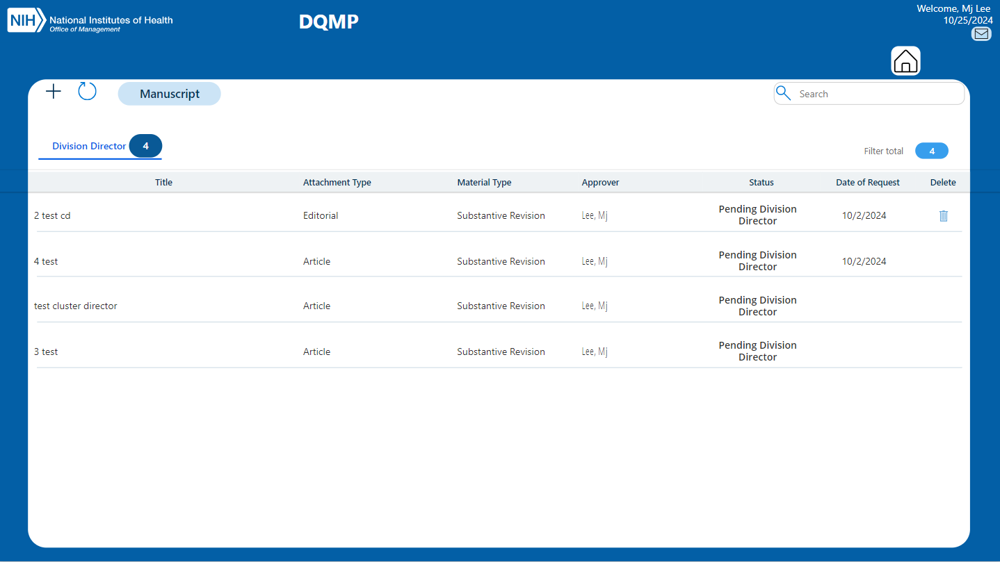 NIH
National Institutes of Health
Office of Management
DQMP
Welcome, Mj Lee
10/25/2024
Manuscript
Search
Division Director 4
Filter total 4
Title Attachment Type Material Type Approver Status Date of Request Delete
2 test cd Editorial Substantive Revision Lee, Mj Pending Division Director 10/2/2024
4 test Article Substantive Revision Lee, Mj Pending Division Director 10/2/2024
test cluster director Article Substantive Revision Lee, Mj Pending Division Director
3 test Article Substantive Revision Lee, Mj Pending Division Director